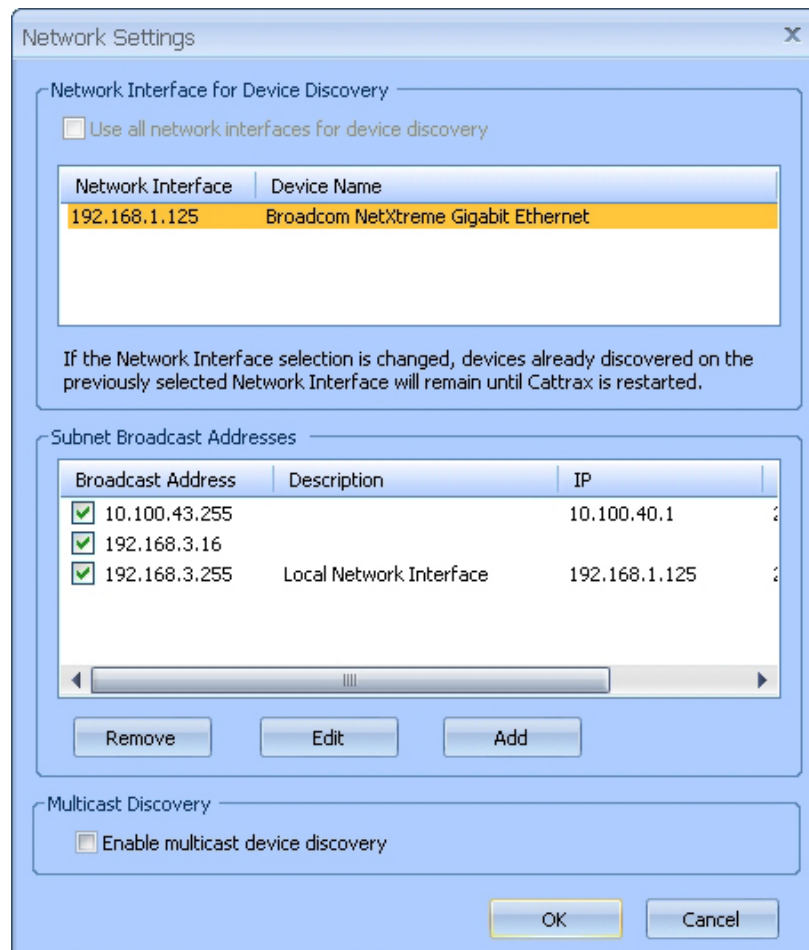 Network Settings
Network Interface for Device Discovery
Use all network interfaces for device discovery
Network Interface Device Name
192.168.1.125 Broadcom NetXtreme Gigabit Ethernet
If the Network Interface selection is changed, devices already discovered on the
previously selected Network Interface will remain until Cattrax is restarted.
Subnet Broadcast Addresses
Broadcast Address Description IP
10.100.43.255 10.100.40.1
192.168.3.16
192.168.3.255 Local Network Interface 192.168.1.125
Remove Edit Add
Multicast Discovery
Enable multicast device discovery
OK Cancel